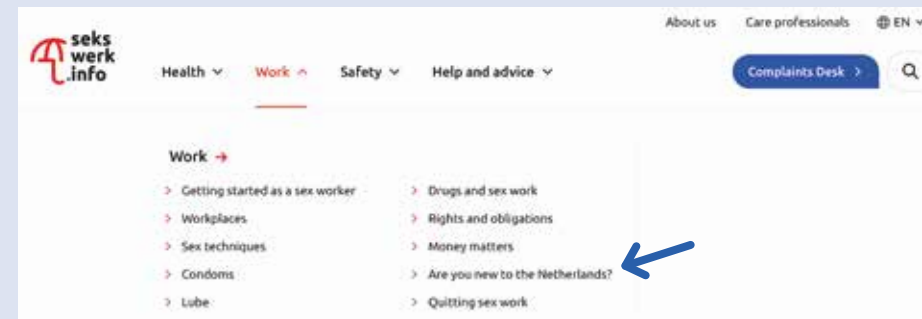 About us Care professionals EN
seks
werk
.info
Health Work Safety Help and advice
Complaints Desk
Work
Getting started as a sex worker
Workplaces
Sex techniques
Condoms
Lube
Drugs and sex work
Rights and obligations
Money matters
Are you new to the Netherlands?
Quitting sex work